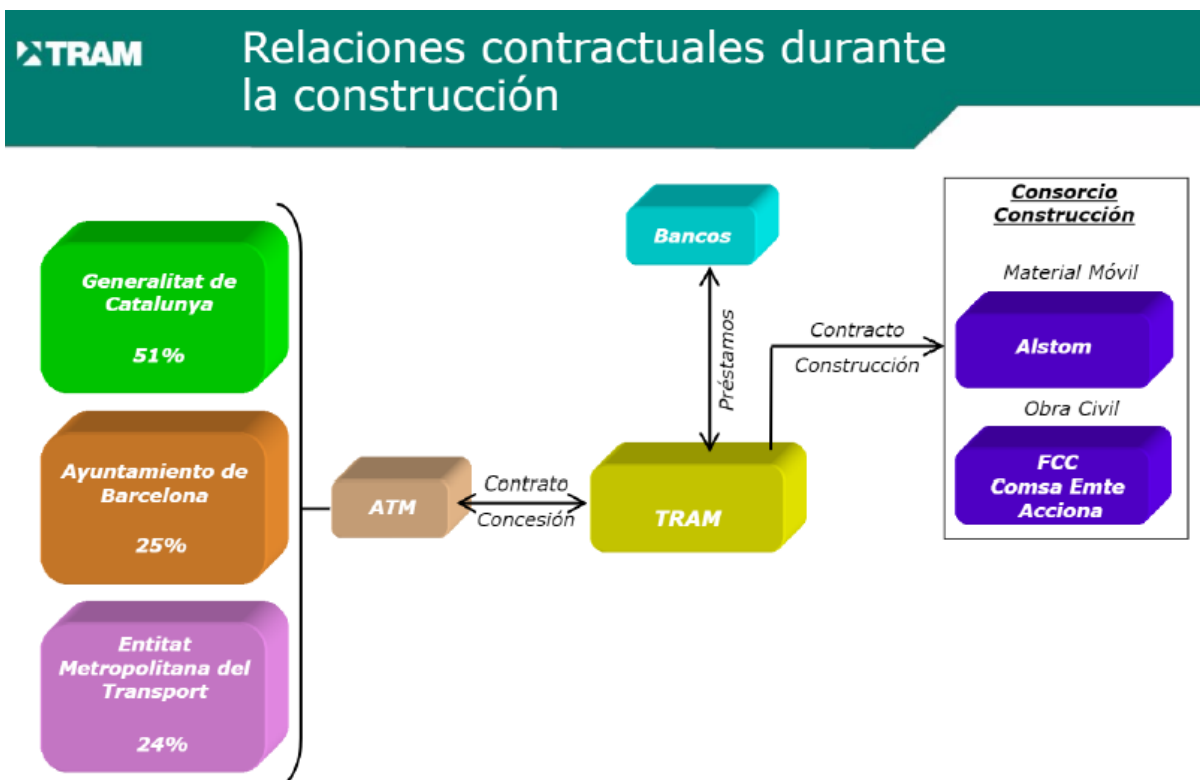 TRAM
Relaciones contractuales durante
la construcción
Generalitat de
Catalunya
51%
Ayuntamiento de
Barcelona
25%
Entitat
Metropolitana del
Transport
24%
ATM
Contrato
Concesión
TRAM
Bancos
Préstamos
Contracto
Construcción
Consorcio
Construcción
Material Móvil
Alstom
Obra Civil
FCC
Comsa Emte
Acciona